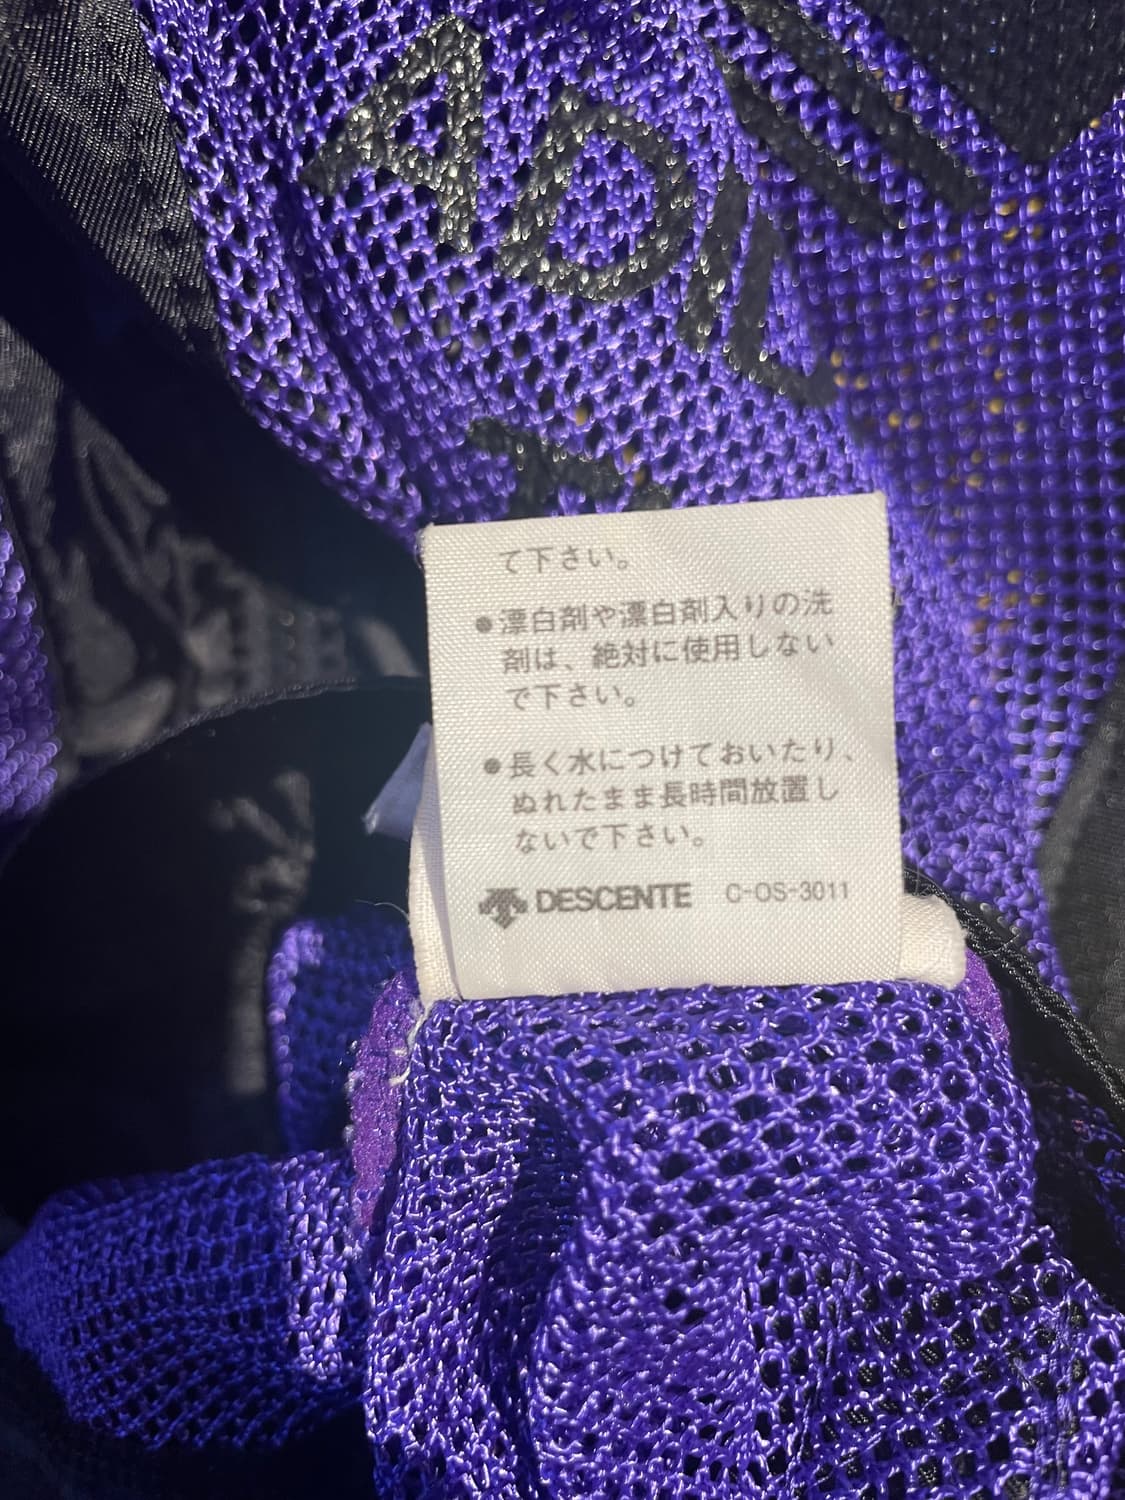 て下さい。
●漂白剤や漂白剤入りの洗
剤は、絶対に使用しない
で下さい。
●長く水につけておいたり、
ぬれたまま長時間放置し
ないで下さい。
DESCENTE C-OS-3011